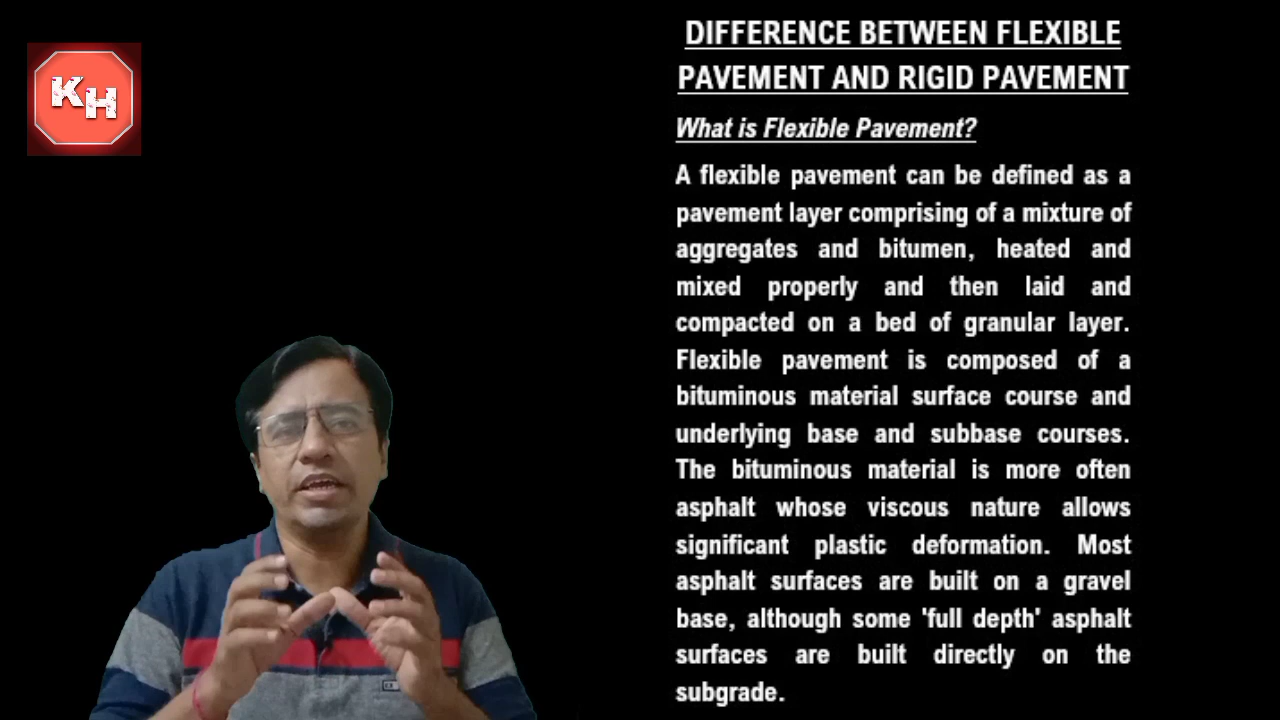 KH
DIFFERENCE BETWEEN FLEXIBLE
PAVEMENT AND RIGID PAVEMENT
What is Flexible Pavement?
A flexible pavement can be defined as a
pavement layer comprising of a mixture of
aggregates and bitumen, heated and
mixed properly and then laid and
compacted on a bed of granular layer.
Flexible pavement is composed of a
bituminous material surface course and
underlying base and subbase courses.
The bituminous material is more often
asphalt whose viscous nature allows
significant plastic deformation. Most
asphalt surfaces are built on a gravel
base, although some 'full depth' asphalt
surfaces are built directly on the
subgrade.